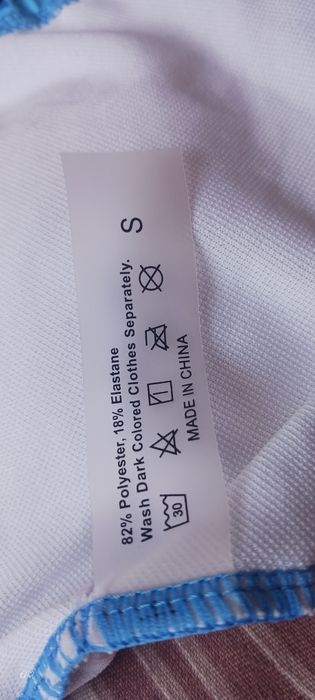 82% Polyester, 18% Elastane
Wash Dark Colored Clothes Separately.
30
S
MADE IN CHINA